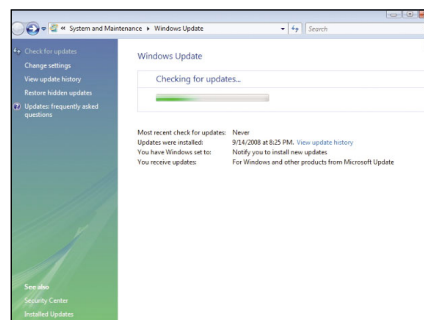 « System and Maintenance ▸ Windows Update
Search
Check for updates
Change settings
View update history
Restore hidden updates
Updates: frequently asked
questions
See also
Security Center
Installed Updates
Windows Update
Checking for updates...
Most recent check for updates: Never
Updates were installed: 9/14/2008 at 8:25 PM. View update history
You have Windows set to: Notify you to install new updates
You receive updates: For Windows and other products from Microsoft Update